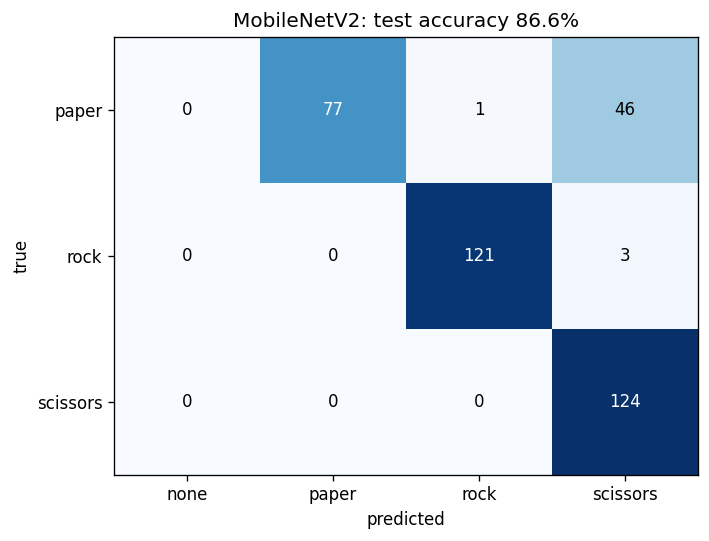 MobileNetV2: test accuracy 86.6%
paper 0 77 1 46
rock 0 0 121 3
scissors 0 0 0 124
none paper rock scissors
predicted
true